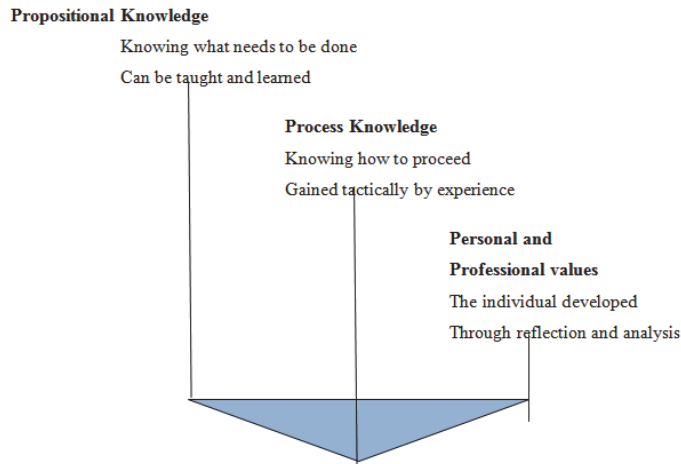 Propositional Knowledge
Knowing what needs to be done
Can be taught and learned
Process Knowledge
Knowing how to proceed
Gained tactically by experience
Personal and
Professional values
The individual developed
Through reflection and analysis